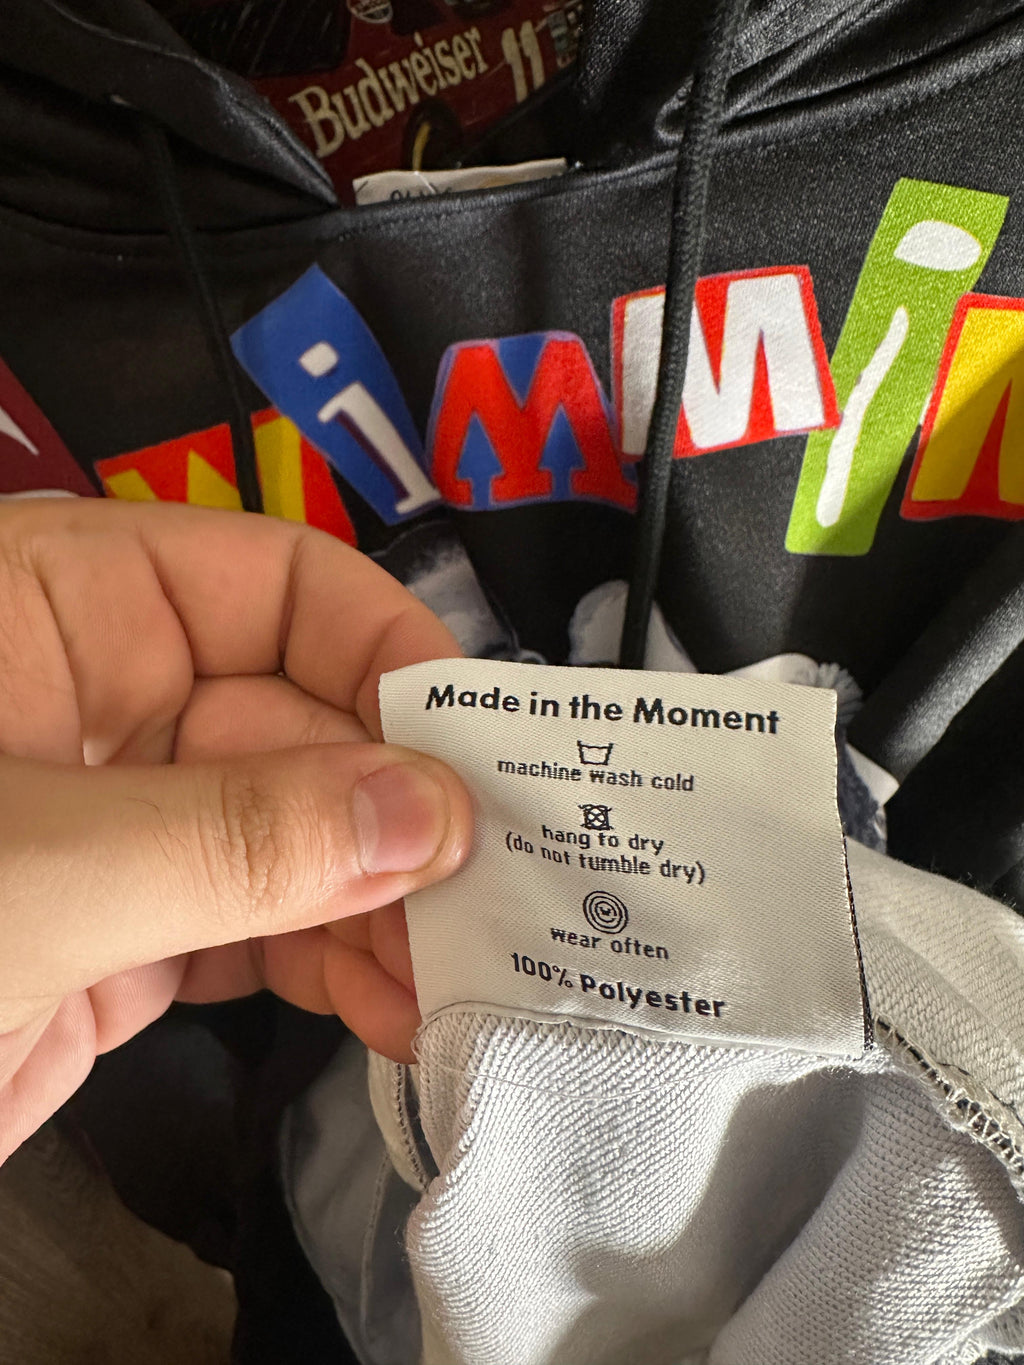 Budweiser 11
mimmin
Made in the Moment
machine wash cold
hang to dry
(do not tumble dry)
wear often
100% Polyester